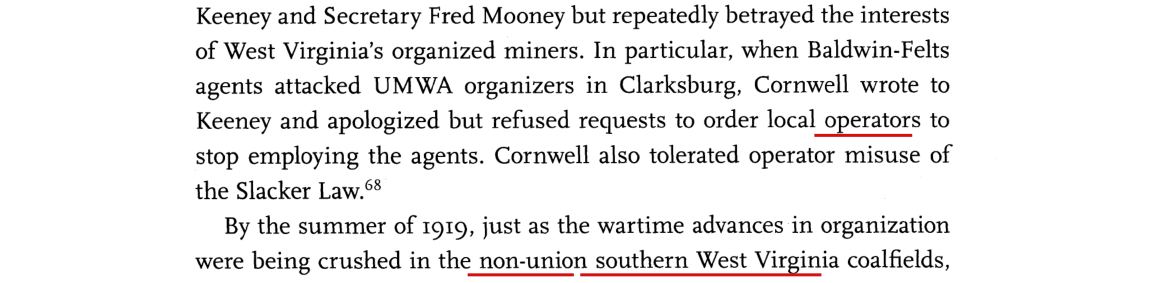 Keeney and Secretary Fred Mooney but repeatedly betrayed the interests
of West Virginia's organized miners. In particular, when Baldwin-Felts
agents attacked UMWA organizers in Clarksburg, Cornwell wrote to
Keeney and apologized but refused requests to order local operators to
stop employing the agents. Cornwell also tolerated operator misuse of
the Slacker Law.68
By the summer of 1919, just as the wartime advances in organization
were being crushed in the non-union southern West Virginia coalfields,